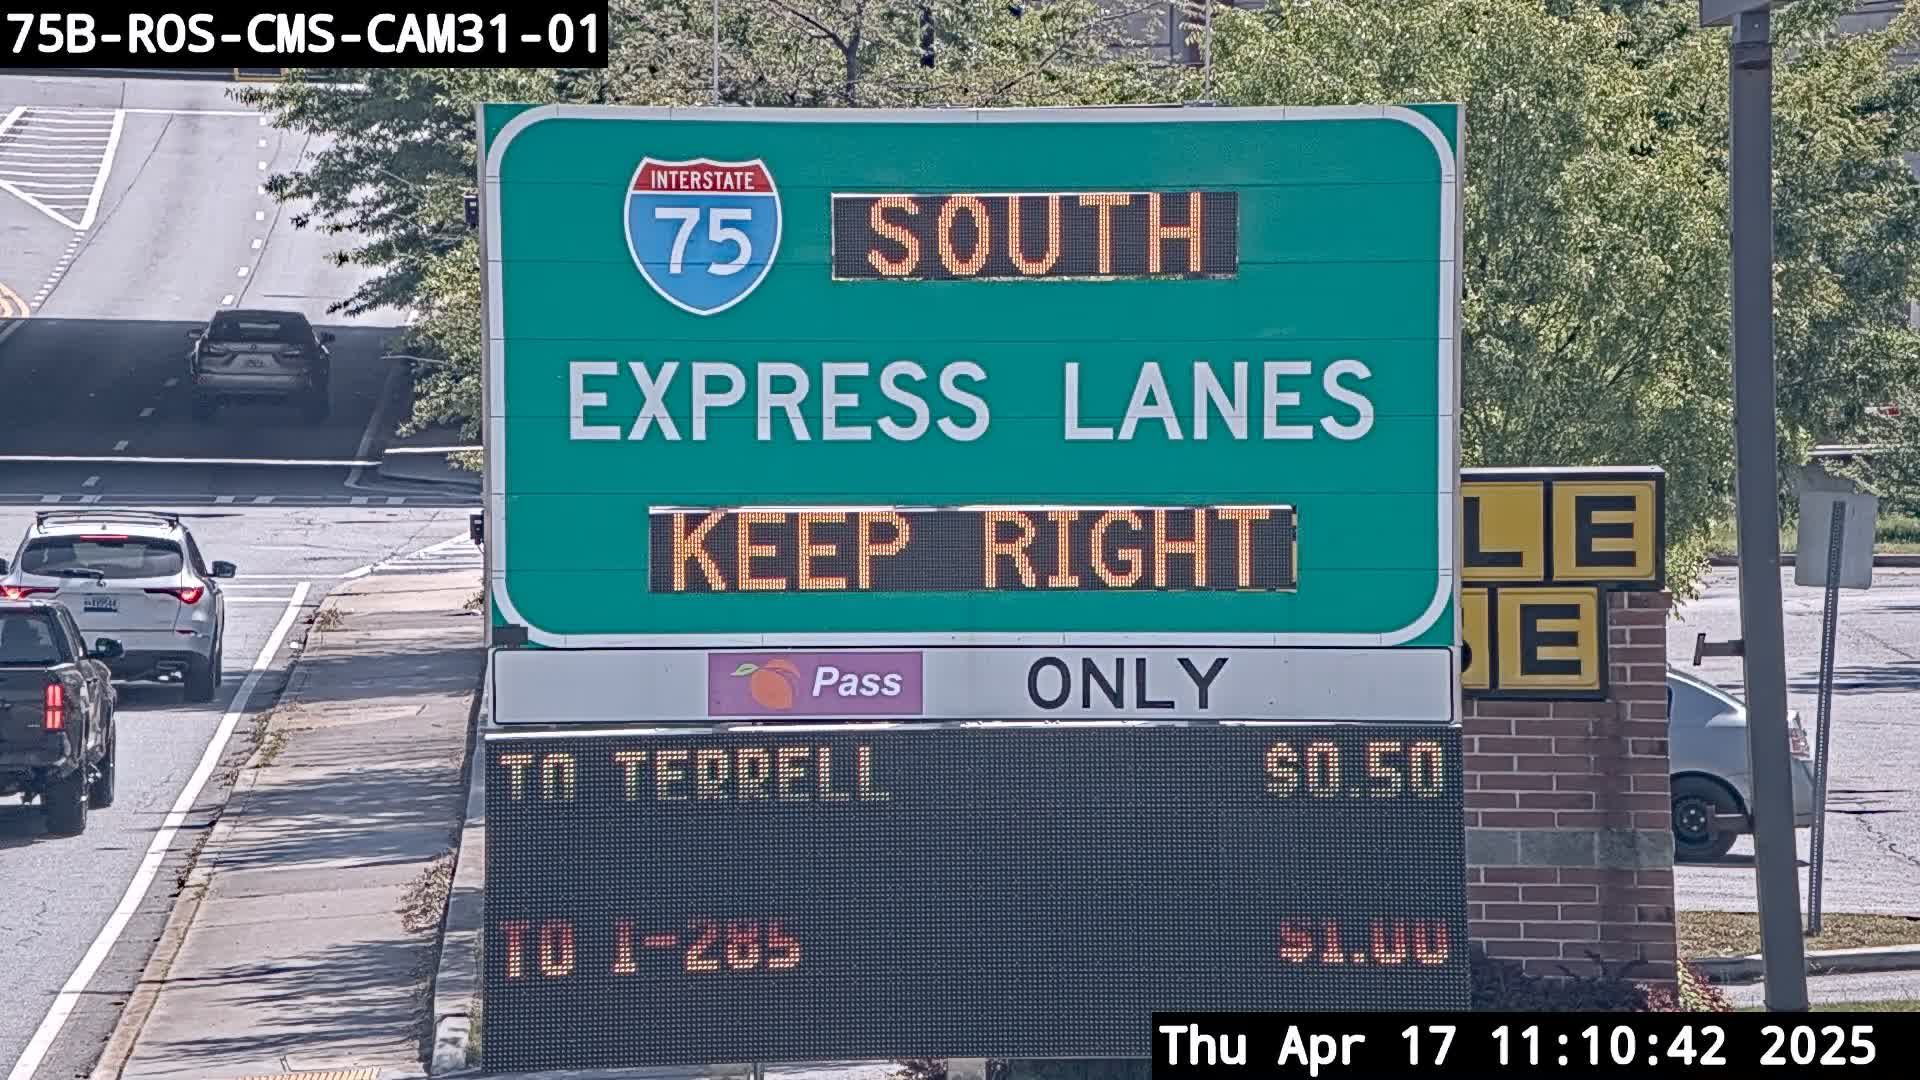 75B-ROS-CMS-CAM31-01
INTERSTATE
75
SOUTH
EXPRESS LANES
KEEP RIGHT
LE
E
Pass ONLY
TO TERRELL $0.50
TO I-285 $1.00
Thu Apr 17 11:10:42 2025